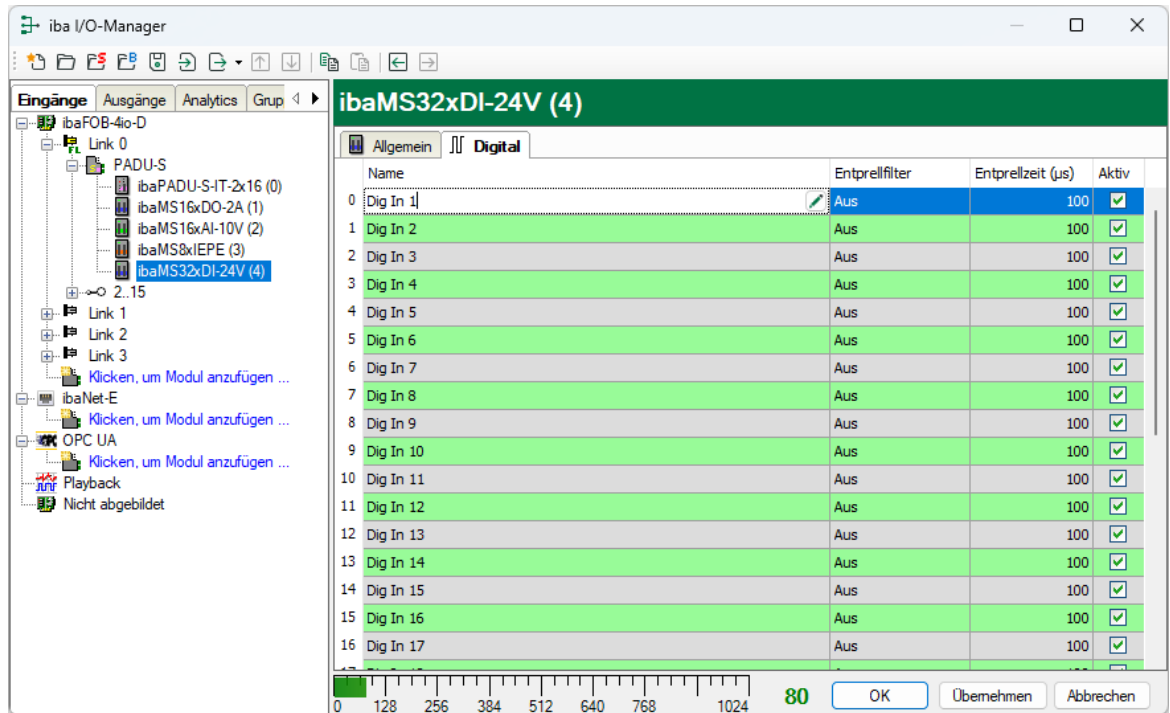 iba I/O-Manager
Eingänge Ausgänge Analytics Grup
ibaFOB-4io-D
Link 0
PADU-S
ibaPADU-S-IT-2x16 (0)
ibaMS16xDO-2A (1)
ibaMS16xAI-10V (2)
ibaMS8xIEPE (3)
ibaMS32xDI-24V (4)
2..15
Link 1
Link 2
Link 3
Klicken, um Modul anzufügen ...
ibaNet-E
Klicken, um Modul anzufügen ...
OPC UA
Klicken, um Modul anzufügen ...
Playback
Nicht abgebildet
ibaMS32xDI-24V (4)
Allgemein Digital
Name Entprellfilter Entprellzeit (µs) Aktiv
0 Dig In 1 Aus 100
1 Dig In 2 Aus 100
2 Dig In 3 Aus 100
3 Dig In 4 Aus 100
4 Dig In 5 Aus 100
5 Dig In 6 Aus 100
6 Dig In 7 Aus 100
7 Dig In 8 Aus 100
8 Dig In 9 Aus 100
9 Dig In 10 Aus 100
10 Dig In 11 Aus 100
11 Dig In 12 Aus 100
12 Dig In 13 Aus 100
13 Dig In 14 Aus 100
14 Dig In 15 Aus 100
15 Dig In 16 Aus 100
16 Dig In 17 Aus 100
0 128 256 384 512 640 768 1024 80 OK Übernehmen Abbrechen